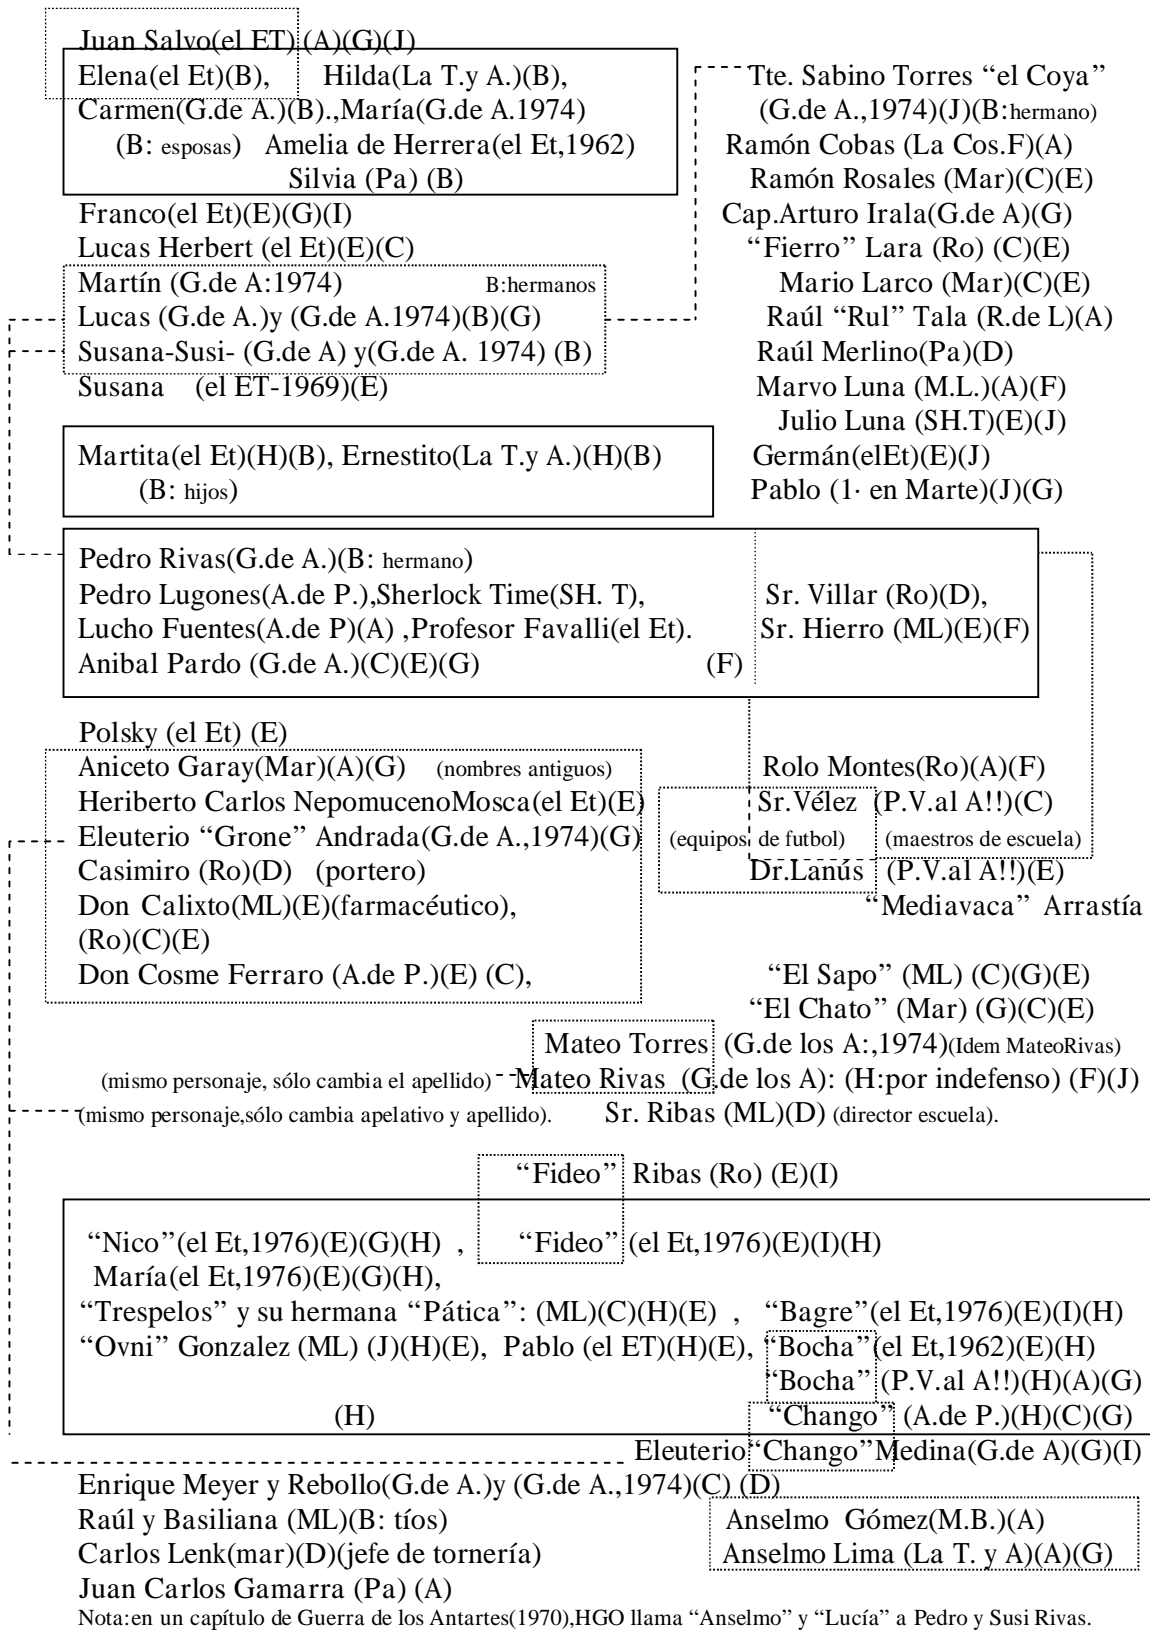 Juan Salvo(el ET) (A)(G)(J)
Elena(el Et)(B), Hilda(La T.y A.)(B),
Carmen(G.de A.)(B).,María(G.de A.1974)
(B: esposas) Amelia de Herrera(el Et,1962)
Silvia (Pa) (B)
Franco(el Et)(E)(G)(I)
Lucas Herbert (el Et)(E)(C)
Martín (G.de A:1974) B:hermanos
Lucas (G.de A.)y (G.de A.1974)(B)(G)
Susana-Susi- (G.de A) y(G.de A. 1974) (B)
Susana (el ET-1969)(E)
Martita(el Et)(H)(B), Ernestito(La T.y A.)(H)(B)
(B: hijos)
Tte. Sabino Torres “el Coya”
(G.de A.,1974)(J)(B:hermano)
Ramón Cobas (La Cos.F)(A)
Ramón Rosales (Mar)(C)(E)
Cap.Arturo Irala(G.de A)(G)
“Fierro” Lara (Ro) (C)(E)
Mario Larco (Mar)(C)(E)
Raúl “Rul” Tala (R.de L)(A)
Raúl Merlino(Pa)(D)
Marvo Luna (M.L.)(A)(F)
Julio Luna (SH.T)(E)(J)
Germán(elEt)(E)(J)
Pablo (1· en Marte)(J)(G)
Pedro Rivas(G.de A.)(B: hermano)
Pedro Lugones(A.de P.),Sherlock Time(SH. T), Sr. Villar (Ro)(D),
Lucho Fuentes(A.de P)(A) ,Profesor Favalli(el Et). Sr. Hierro (ML)(E)(F)
Anibal Pardo (G.de A.)(C)(E)(G) (F)
Polsky (el Et) (E)
Aniceto Garay(Mar)(A)(G) (nombres antiguos) Rolo Montes(Ro)(A)(F)
Heriberto Carlos NepomucenoMosca(el Et)(E) Sr.Vélez (P.V.al A!!)(C)
Eleuterio “Grone” Andrada(G.de A.,1974)(G) (equipos de futbol) (maestros de escuela)
Casimiro (Ro)(D) (portero) Dr.Lanús (P.V.al A!!)(E)
Don Calixto(ML)(E)(farmacéutico), “Mediavaca” Arrastía
(Ro)(C)(E)
Don Cosme Ferraro (A.de P.)(E) (C), “El Sapo” (ML) (C)(G)(E)
“El Chato” (Mar) (G)(C)(E)
Mateo Torres (G.de los A:,1974)(Idem MateoRivas)
(mismo personaje, sólo cambia el apellido) Mateo Rivas (G.de los A): (H:por indefenso) (F)(J)
(mismo personaje,sólo cambia apelativo y apellido). Sr. Ribas (ML)(D) (director escuela).
“Fideo” Ribas (Ro) (E)(I)
“Nico”(el Et,1976)(E)(G)(H) , “Fideo” (el Et,1976)(E)(I)(H)
María(el Et,1976)(E)(G)(H),
“Trespelos” y su hermana “Pática”: (ML)(C)(H)(E) , “Bagre”(el Et,1976)(E)(I)(H)
“Ovni” Gonzalez (ML) (J)(H)(E), Pablo (el ET)(H)(E), “Bocha”(el Et,1962)(E)(H)
“Bocha” (P.V.al A!!)(H)(A)(G)
(H) “Chango” (A.de P.)(H)(C)(G)
Eleuterio“Chango”Medina(G.de A)(G)(I)
Enrique Meyer y Rebollo(G.de A.)y (G.de A.,1974)(C) (D)
Raúl y Basiliana (ML)(B: tíos) Anselmo Gómez(M.B.)(A)
Carlos Lenk(mar)(D)(jefe de tornería) Anselmo Lima (La T. y A)(A)(G)
Juan Carlos Gamarra (Pa) (A)
Nota:en un capítulo de Guerra de los Antartes(1970),HGO llama “Anselmo” y “Lucía” a Pedro y Susi Rivas.